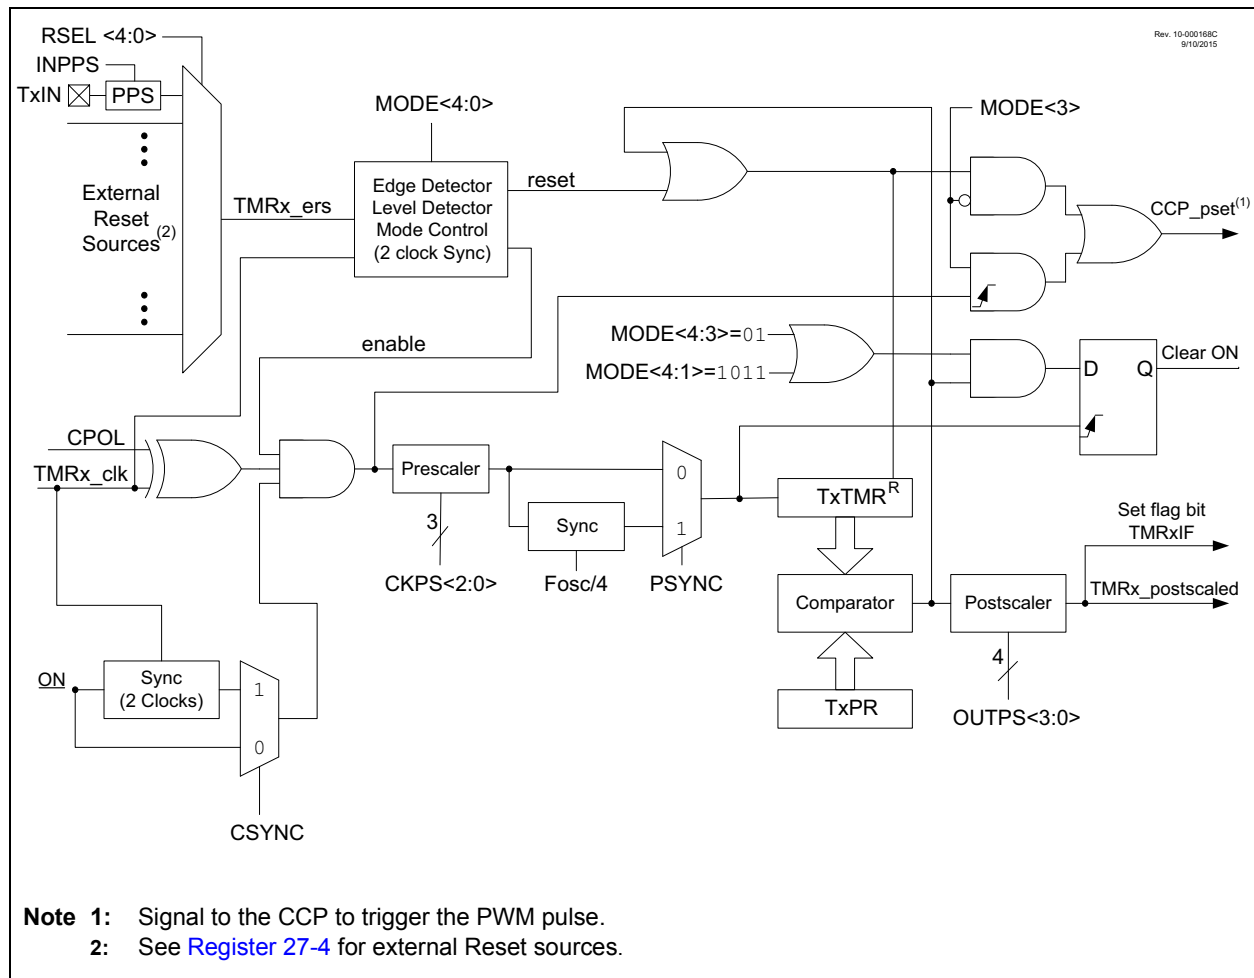 Rev. 10-000168C
9/10/2015
RSEL <4:0>
INPPS
TxIN
PPS
MODE<4:0>
MODE<3>
External
Reset
Sources(2)
TMRx_ers
Edge Detector
Level Detector
Mode Control
(2 clock Sync)
reset
CCP_pset(1)
enable
MODE<4:3>=01
MODE<4:1>=1011
D
Q
Clear ON
CPOL
TMRx_clk
Prescaler
3
CKPS<2:0>
Sync
Fosc/4
0
1
PSYNC
TxTMR
R
Set flag bit
TMRxIF
Comparator
Postscaler
TMRx_postscaled
4
OUTPS<3:0>
TxPR
ON
Sync
(2 Clocks)
1
0
CSYNC
Note 1: Signal to the CCP to trigger the PWM pulse.
2: See Register 27-4 for external Reset sources.